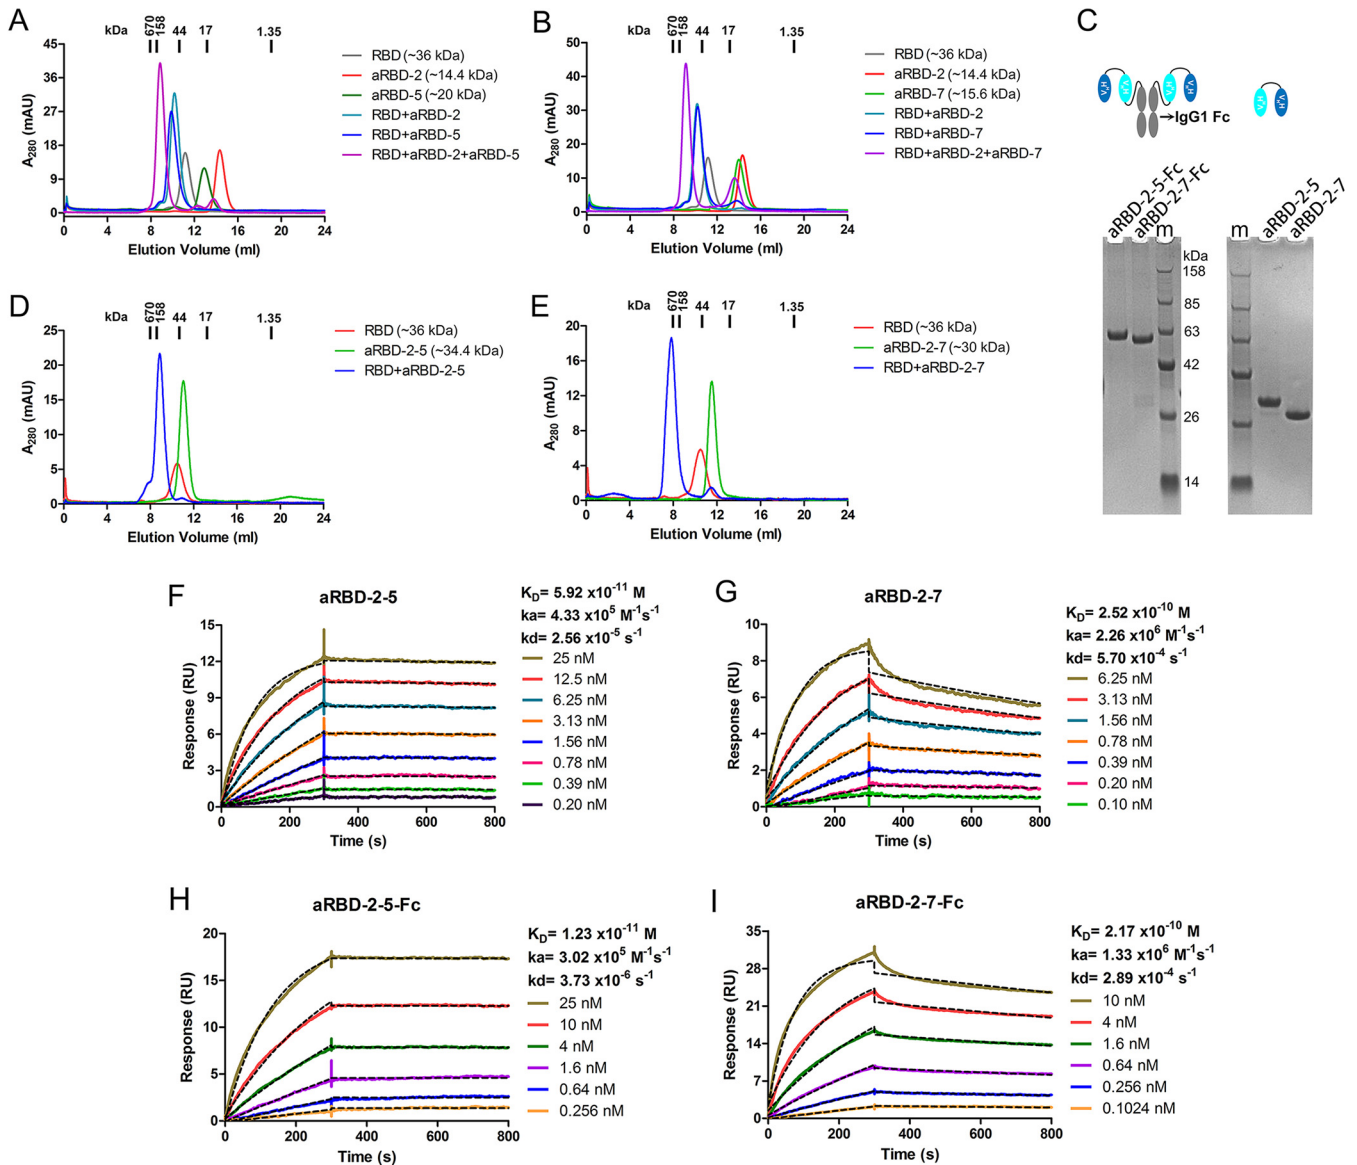 A
kDa
670
158
44
17
1.35
45
36
27
18
9
0
A280 (mAU)
0 4 8 12 16 20 24
Elution Volume (ml)
RBD (~36 kDa)
aRBD-2 (~14.4 kDa)
aRBD-5 (~20 kDa)
RBD+aRBD-2
RBD+aRBD-5
RBD+aRBD-2+aRBD-5
B
kDa
670
158
44
17
1.35
50
40
30
20
10
0
A280 (mAU)
0 4 8 12 16 20 24
Elution Volume (ml)
RBD (~36 kDa)
aRBD-2 (~14.4 kDa)
aRBD-7 (~15.6 kDa)
RBD+aRBD-2
RBD+aRBD-7
RBD+aRBD-2+aRBD-7
C
VHH
VHH
VHH
VHH
IgG1 Fc
VHH
VHH
aRBD-2-5-Fc
aRBD-2-7-Fc
m
kDa
158
85
63
42
26
14
m
aRBD-2-5
aRBD-2-7
D
kDa
670
158
44
17
1.35
25
20
15
10
5
0
A280 (mAU)
0 4 8 12 16 20 24
Elution Volume (ml)
RBD (~36 kDa)
aRBD-2-5 (~34.4 kDa)
RBD+aRBD-2-5
E
kDa
670
158
44
17
1.35
20
16
12
8
4
0
A280 (mAU)
0 4 8 12 16 20 24
Elution Volume (ml)
RBD (~36 kDa)
aRBD-2-7 (~30 kDa)
RBD+aRBD-2-7
F
aRBD-2-5
15
12
9
6
3
0
Response (RU)
0 200 400 600 800
Time (s)
KD= 5.92 x10-11 M
ka= 4.33 x105 M-1s-1
kd= 2.56 x10-5 s-1
25 nM
12.5 nM
6.25 nM
3.13 nM
1.56 nM
0.78 nM
0.39 nM
0.20 nM
G
aRBD-2-7
10
8
6
4
2
0
Response (RU)
0 200 400 600 800
Time (s)
KD= 2.52 x10-10 M
ka= 2.26 x106 M-1s-1
kd= 5.70 x10-4 s-1
6.25 nM
3.13 nM
1.56 nM
0.78 nM
0.39 nM
0.20 nM
0.10 nM
H
aRBD-2-5-Fc
20
15
10
5
0
Response (RU)
0 200 400 600 800
Time (s)
KD= 1.23 x10-11 M
ka= 3.02 x105 M-1s-1
kd= 3.73 x10-6 s-1
25 nM
10 nM
4 nM
1.6 nM
0.64 nM
0.256 nM
I
aRBD-2-7-Fc
35
28
21
14
7
0
Response (RU)
0 200 400 600 800
Time (s)
KD= 2.17 x10-10 M
ka= 1.33 x106 M-1s-1
kd= 2.89 x10-4 s-1
10 nM
4 nM
1.6 nM
0.64 nM
0.256 nM
0.1024 nM